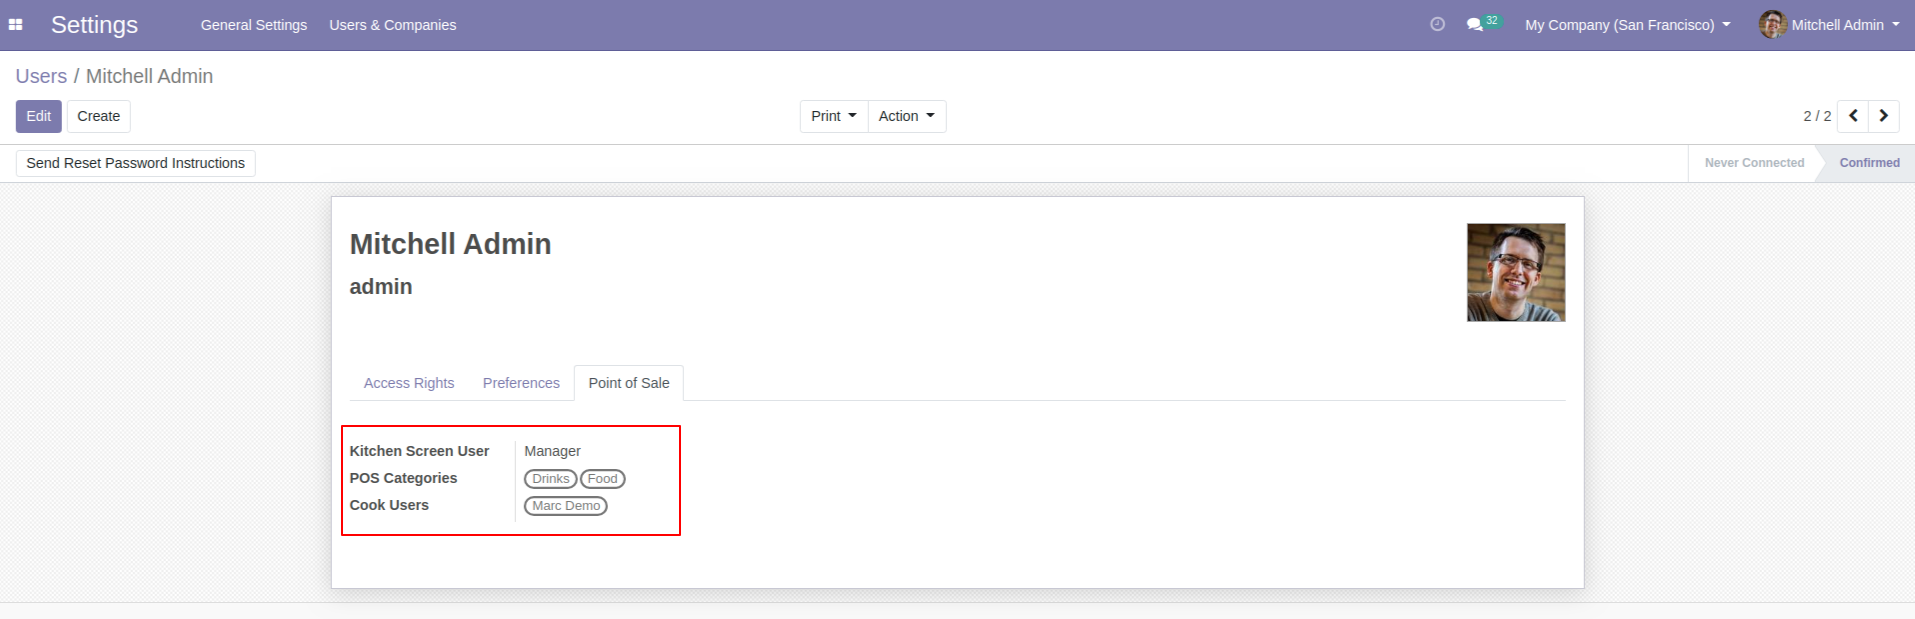 Settings General Settings Users & Companies 32 My Company (San Francisco) Mitchell Admin
Users / Mitchell Admin
Edit Create Print Action 2 / 2
Send Reset Password Instructions Never Connected Confirmed
Mitchell Admin
admin
Access Rights Preferences Point of Sale
Kitchen Screen User Manager
POS Categories Drinks Food
Cook Users Marc Demo